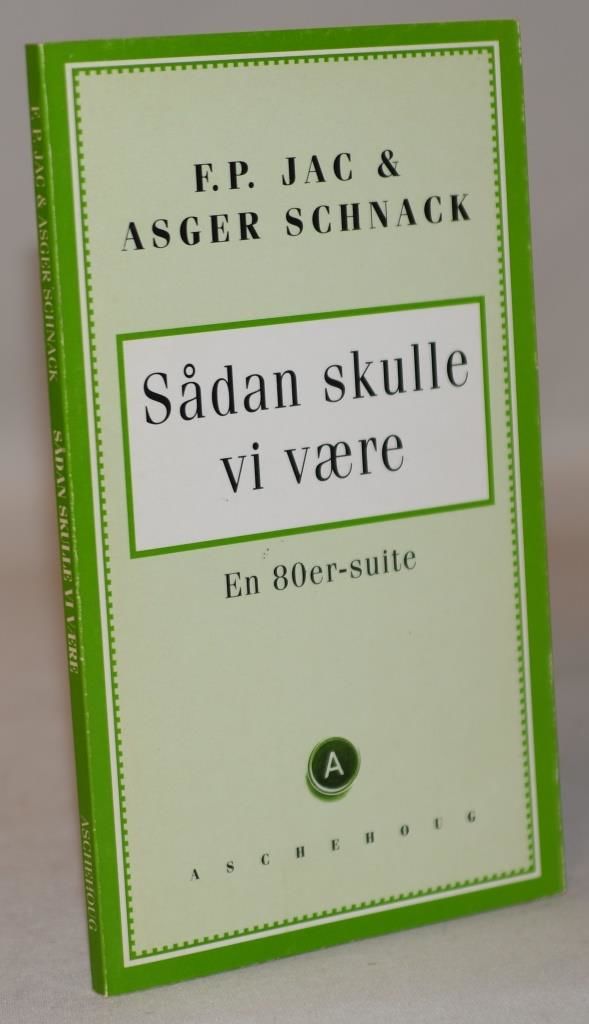 F.P. JAC &
ASGER SCHNACK
Sådan skulle
vi være
En 80er-suite
A
ASCHEHOUG
F.P. JAC & ASGER SCHNACK SÅDAN SKULLE VI VÆRE ASCHEHOUG